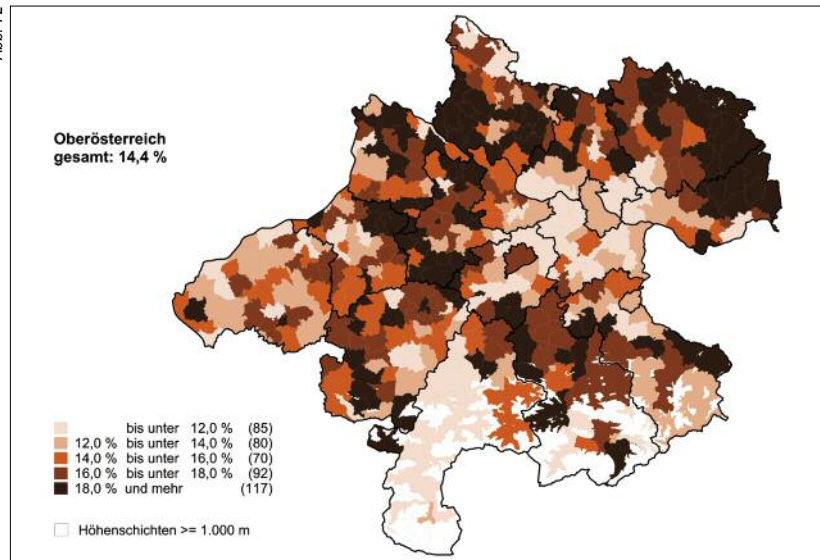 Oberösterreich
gesamt: 14,4 %
bis unter 12,0 % (85)
12,0 % bis unter 14,0 % (80)
14,0 % bis unter 16,0 % (70)
16,0 % bis unter 18,0 % (92)
18,0 % und mehr (117)
Höhenschichten >= 1.000 m